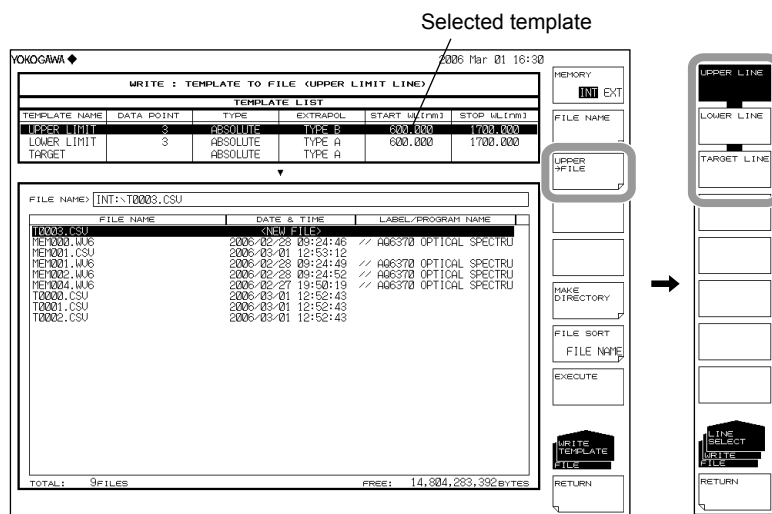 Selected template
YOKOGAWA ◆ 2006 Mar 01 16:30
WRITE : TEMPLATE TO FILE (UPPER LIMIT LINE)
TEMPLATE LIST
TEMPLATE NAME DATA POINT TYPE EXTRAPOL START WL[nm] STOP WL[nm]
UPPER LIMIT 3 ABSOLUTE TYPE B 600.000 1700.000
LOWER LIMIT 3 ABSOLUTE TYPE A 600.000 1700.000
TARGET ABSOLUTE TYPE A
▼
FILE NAME> INT:\T0003.CSV
FILE NAME DATE & TIME LABEL/PROGRAM NAME
T0003.CSV <NEW FILE>
MEM000.WV6 2006/02/28 09:24:46 // AQ6370 OPTICAL SPECTRU
MEM001.CSV 2006/03/01 12:53:12
MEM001.WV6 2006/02/28 09:24:49 // AQ6370 OPTICAL SPECTRU
MEM002.WV6 2006/02/28 09:24:52 // AQ6370 OPTICAL SPECTRU
MEM004.WV6 2006/02/27 19:50:19 // AQ6370 OPTICAL SPECTRU
T0000.CSV 2006/03/01 12:52:43
T0001.CSV 2006/03/01 12:52:43
T0002.CSV 2006/03/01 12:52:43
TOTAL: 9FILES FREE: 14,804,283,392BYTES
MEMORY
INT EXT
FILE NAME
UPPER
→FILE
MAKE
DIRECTORY
FILE SORT
FILE NAME
EXECUTE
WRITE
TEMPLATE
FILE
RETURN
UPPER LINE
LOWER LINE
TARGET LINE
LINE
SELECT
WRITE
FILE
RETURN